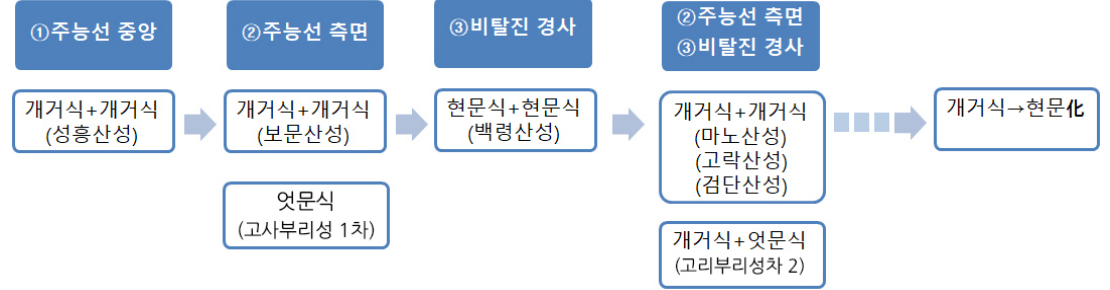 ①주능선 중앙
개거식+개거식
(성흥산성)
②주능선 측면
개거식+개거식
(보문산성)
엇문식
(고사부리성 1차)
③비탈진 경사
현문식+현문식
(백령산성)
②주능선 측면
③비탈진 경사
개거식+개거식
(마노산성)
(고락산성)
(검단산성)
개거식+엇문식
(고리부리성차 2)
개거식→현문化